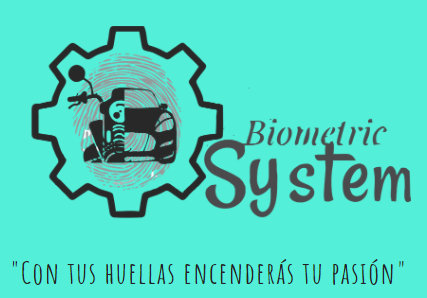 Biometric
System
"Con tus huellas encenderás tu pasión"